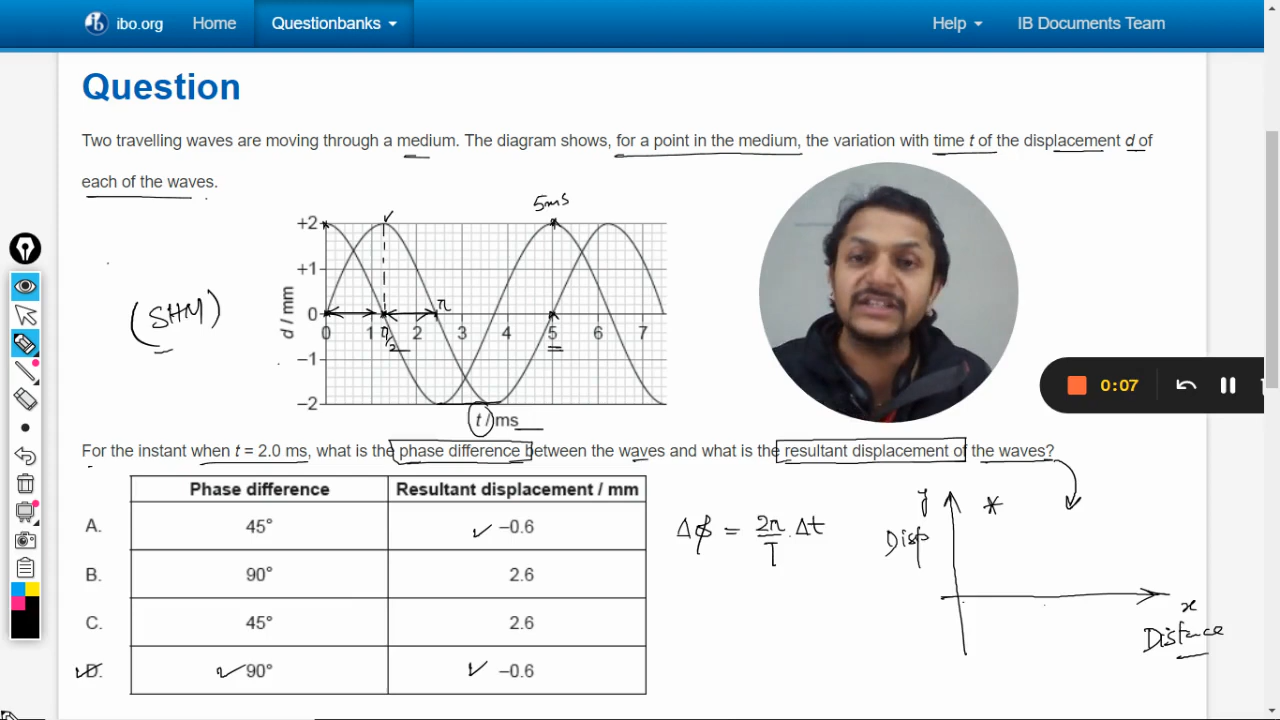 ibo.org Home Questionbanks Help IB Documents Team
Question
Two travelling waves are moving through a medium. The diagram shows, for a point in the medium, the variation with time t of the displacement d of
each of the waves.
5ms
+2
+1
0
−1
−2
d / mm
π
0 1 2 3 4 5 6 7
π/2
t / ms
(SHM)
0:07
For the instant when t = 2.0 ms, what is the phase difference between the waves and what is the resultant displacement of the waves?
Phase difference Resultant displacement / mm
A. 45° −0.6
B. 90° 2.6
C. 45° 2.6
D. 90° −0.6
Δϕ = 2π/T . Δt
y
Disp
x
Distance